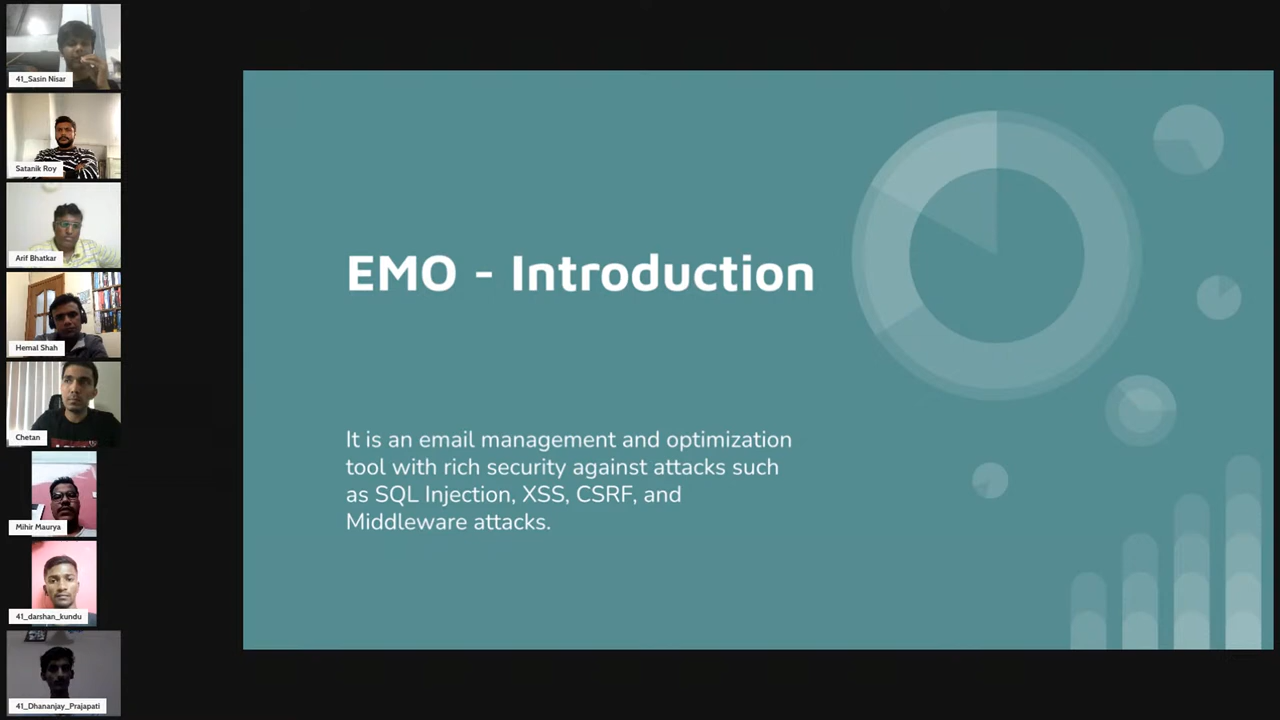 41_Sasin Nisar
Satanik Roy
Arif Bhatkar
Hemal Shah
Chetan
Mihir Maurya
41_darshan_kundu
41_Dhananjay_Prajapati
EMO - Introduction
It is an email management and optimization
tool with rich security against attacks such
as SQL Injection, XSS, CSRF, and
Middleware attacks.